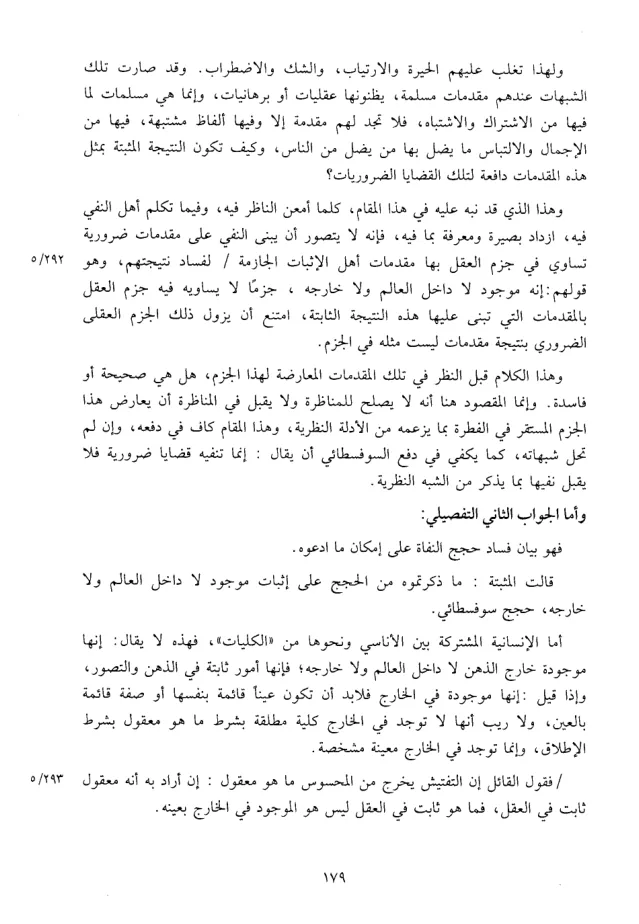 ولهذا تغلب عليهم الحيرة والارتياب، والشك والاضطراب. وقد صارت تلك
الشبهات عندهم مقدمات مسلمة، يظنونها عقليات أو برهانيات، وإنما هي مسلمات لما
فيها من الاشتراك والاشتباه، فلا تجد لهم مقدمة إلا وفيها ألفاظ مشتبهة، فيها من
الإجمال والالتباس ما يضل بها من يضل من الناس، وكيف تكون النتيجة المثبتة بمثل
هذه المقدمات دافعة لتلك القضايا الضروريات؟
وهذا الذي قد نبه عليه في هذا المقام، كلما أمعن الناظر فيه، وفيما تكلم أهل النفي
فيه، ازداد بصيرة ومعرفة بما فيه، فإنه لا يتصور أن يبنى النفي على مقدمات ضرورية
تساوي في جزم العقل بها مقدمات أهل الإثبات الجازمة / لفساد نتيجتهم، وهو ٥/٢٩٢
قولهم:إنه موجود لا داخل العالم ولا خارجه ، جزمًا لا يساويه فيه جزم العقل
بالمقدمات التي تبنى عليها هذه النتيجة الثابتة، امتنع أن يزول ذلك الجزم العقلى
الضروري بنتيجة مقدمات ليست مثله في الجزم.
وهذا الكلام قبل النظر في تلك المقدمات المعارضة لهذا الجزم، هل هي صحيحة أو
فاسدة. وإنما المقصود هنا أنه لا يصلح للمناظرة ولا يقبل في المناظرة أن يعارض هذا
الجزم المستقر في الفطرة بما يزعمه من الأدلة النظرية، وهذا المقام كاف في دفعه، وإن لم
تحل شبهاته، كما يكفي في دفع السوفسطائي أن يقال : إنما تنفيه قضايا ضرورية فلا
يقبل نفيها بما يذكر من الشبه النظرية.
وأما الجواب الثاني التفصيلي:
فهو بيان فساد حجج النفاة على إمكان ما ادعوه.
قالت المثبتة : ما ذكرتموه من الحجج على إثبات موجود لا داخل العالم ولا
خارجه، حجج سوفسطائي.
أما الإنسانية المشتركة بين الأناسي ونحوها من «الكليات»، فهذه لا يقال: إنها
موجودة خارج الذهن لا داخل العالم ولا خارجه؛ فإنها أمور ثابتة في الذهن والتصور،
وإذا قيل :إنها موجودة في الخارج فلابد أن تكون عيناً قائمة بنفسها أو صفة قائمة
بالعين، ولا ريب أنها لا توجد في الخارج كلية مطلقة بشرط ما هو معقول بشرط
الإطلاق، وإنما توجد في الخارج معينة مشخصة.
/ فقول القائل إن التفتيش يخرج من المحسوس ما هو معقول : إن أراد به أنه معقول ٥/٢٩٣
ثابت في العقل، فما هو ثابت في العقل ليس هو الموجود في الخارج بعينه.
١٧٩